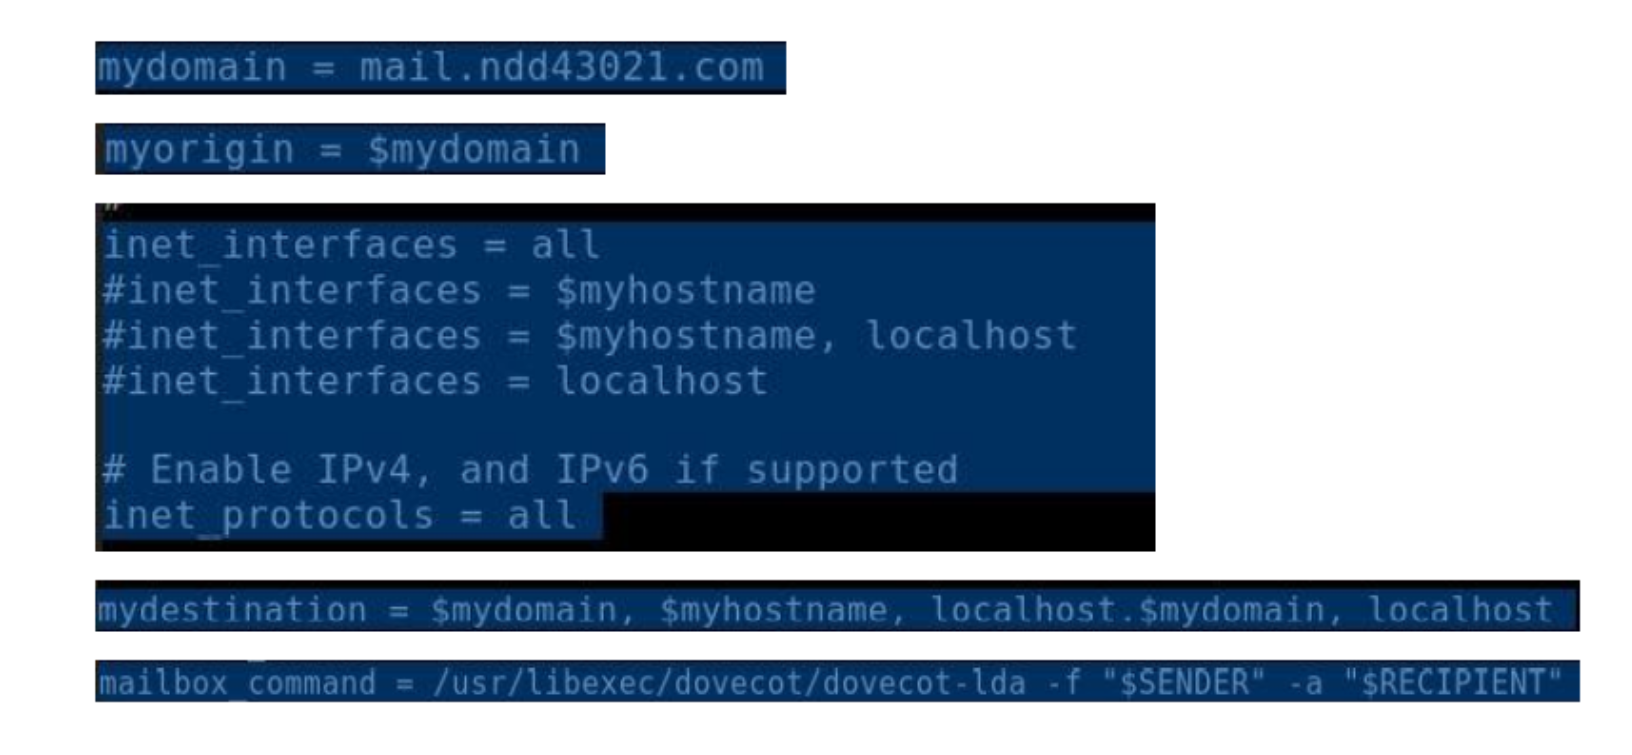 mydomain = mail.ndd43021.com
myorigin = $mydomain
#
inet_interfaces = all
#inet_interfaces = $myhostname
#inet_interfaces = $myhostname, localhost
#inet_interfaces = localhost
# Enable IPv4, and IPv6 if supported
inet_protocols = all
mydestination = $mydomain, $myhostname, localhost.$mydomain, localhost
mailbox_command = /usr/libexec/dovecot/dovecot-lda -f "$SENDER" -a "$RECIPIENT"